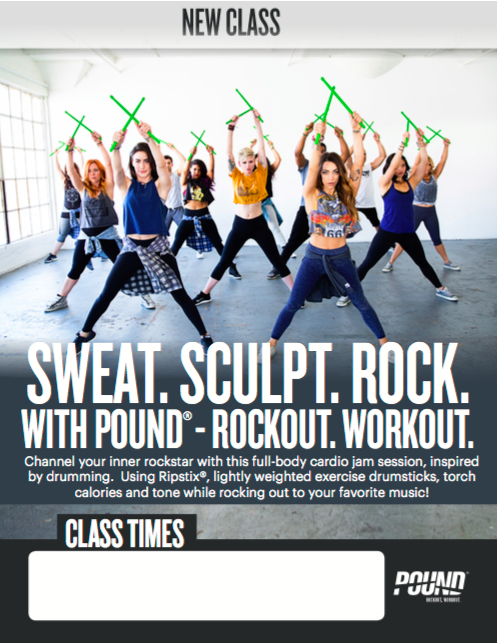 NEW CLASS
SWEAT. SCULPT. ROCK.
WITH POUND® - ROCKOUT. WORKOUT.
Channel your inner rockstar with this full-body cardio jam session, inspired
by drumming. Using Ripstix®, lightly weighted exercise drumsticks, torch
calories and tone while rocking out to your favorite music!
CLASS TIMES
POUND
ROCKOUT. WORKOUT.